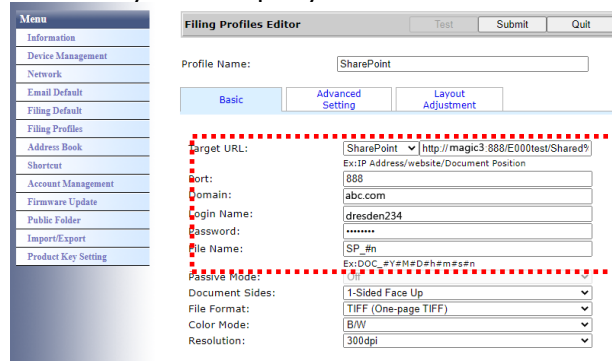 Menu
Information
Device Management
Network
Email Default
Filing Default
Filing Profiles
Address Book
Shortcut
Account Management
Firmware Update
Public Folder
Import/Export
Product Key Setting
Filing Profiles Editor Test Submit Quit
Profile Name: SharePoint
Basic Advanced Setting Layout Adjustment
Target URL: SharePoint http://magic3:888/E000test/Shared%
Ex:IP Address/website/Document Position
Port: 888
Domain: abc.com
Login Name: dresden234
Password: ••••••••
File Name: SP_#n
Ex:DOC_#Y#M#D#h#m#s#n
Passive Mode: Off
Document Sides: 1-Sided Face Up
File Format: TIFF (One-page TIFF)
Color Mode: B/W
Resolution: 300dpi